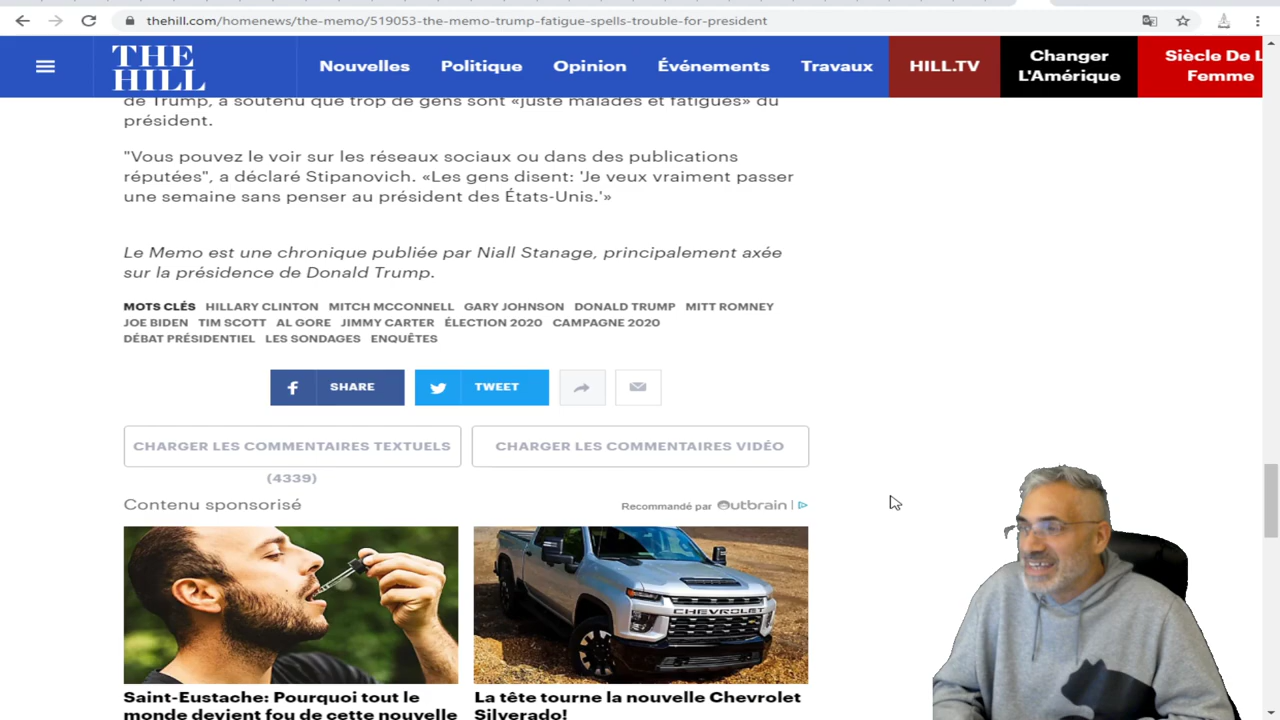 thehill.com/homenews/the-memo/519053-the-memo-trump-fatigue-spells-trouble-for-president
THE HILL
Nouvelles Politique Opinion Événements Travaux HILL.TV Changer L'Amérique Siècle De L Femme
de Trump, a soutenu que trop de gens sont «juste malades et fatigués» du
président.
"Vous pouvez le voir sur les réseaux sociaux ou dans des publications
réputées", a déclaré Stipanovich. «Les gens disent: 'Je veux vraiment passer
une semaine sans penser au président des États-Unis.'»
Le Memo est une chronique publiée par Niall Stanage, principalement axée
sur la présidence de Donald Trump.
MOTS CLÉS HILLARY CLINTON MITCH MCCONNELL GARY JOHNSON DONALD TRUMP MITT ROMNEY
JOE BIDEN TIM SCOTT AL GORE JIMMY CARTER ÉLECTION 2020 CAMPAGNE 2020
DÉBAT PRÉSIDENTIEL LES SONDAGES ENQUÊTES
SHARE TWEET
CHARGER LES COMMENTAIRES TEXTUELS CHARGER LES COMMENTAIRES VIDÉO
(4339)
Contenu sponsorisé Recommandé par Outbrain
CHEVROLET
Saint-Eustache: Pourquoi tout le
monde devient fou de cette nouvelle
La tête tourne la nouvelle Chevrolet
Silverado!